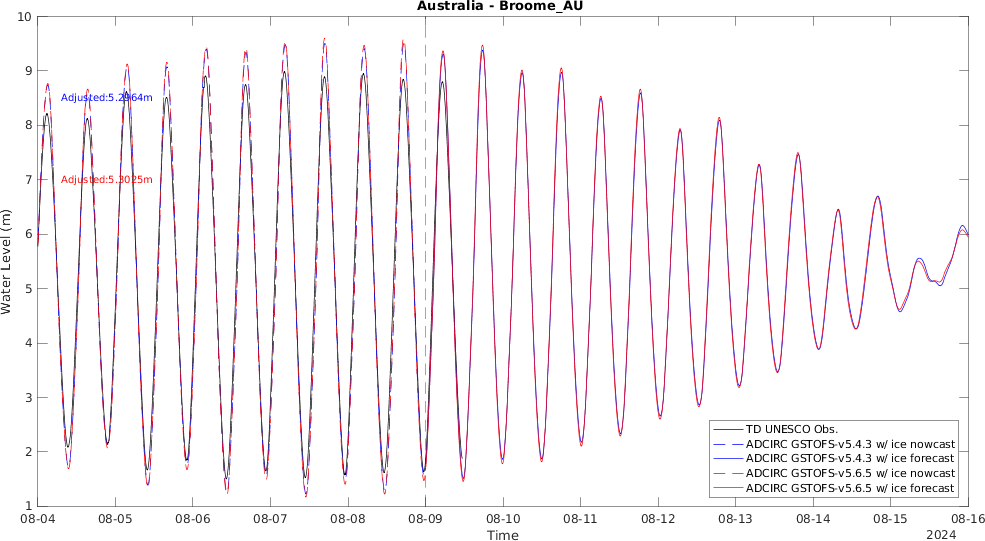 Australia - Broome_AU
Water Level (m)
10
9
8
7
6
5
4
3
2
1
Adjusted:5.2964m
Adjusted:5.3025m
TD UNESCO Obs.
ADCIRC GSTOFS-v5.4.3 w/ ice nowcast
ADCIRC GSTOFS-v5.4.3 w/ ice forecast
ADCIRC GSTOFS-v5.6.5 w/ ice nowcast
ADCIRC GSTOFS-v5.6.5 w/ ice forecast
08-04 08-05 08-06 08-07 08-08 08-09 08-10 08-11 08-12 08-13 08-14 08-15 08-16
Time
2024